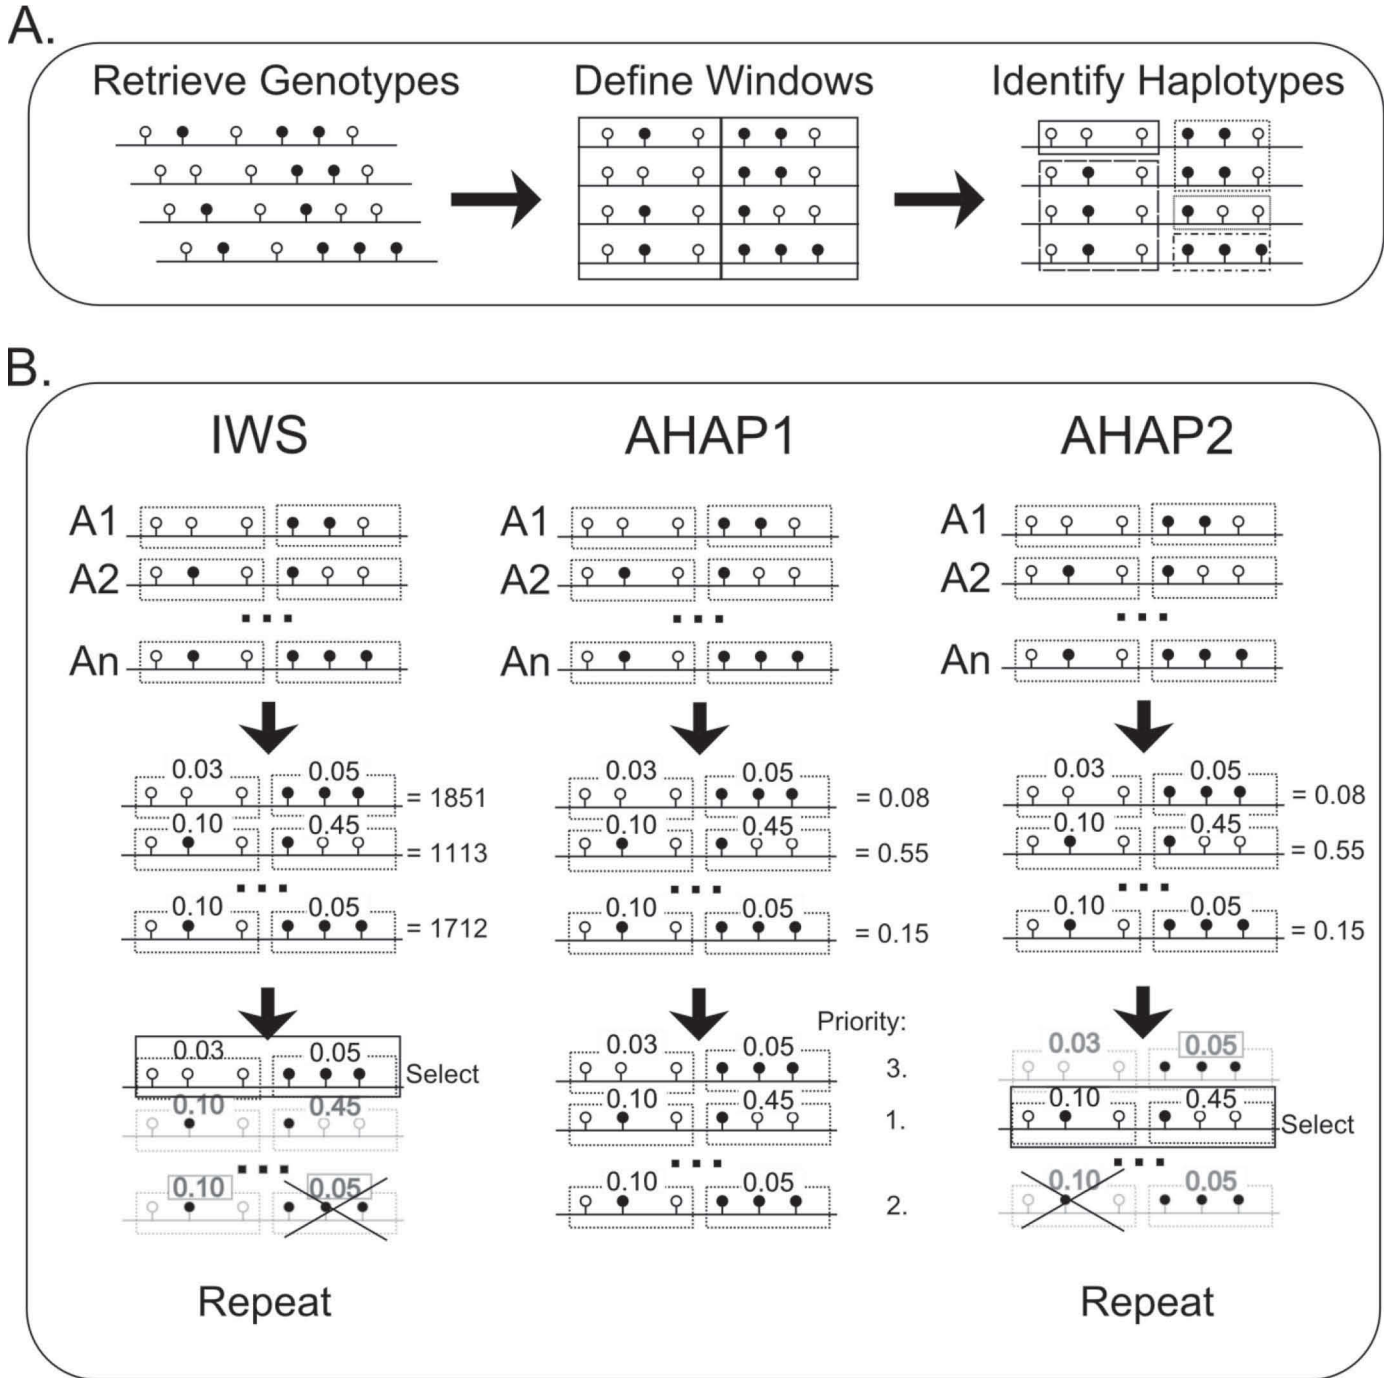 A.
Retrieve Genotypes
Define Windows
Identify Haplotypes
B.
IWS
AHAP1
AHAP2
A1
A2
An
A1
A2
An
A1
A2
An
0.03 0.05 = 1851
0.10 0.45 = 1113
0.10 0.05 = 1712
0.03 0.05 = 0.08
0.10 0.45 = 0.55
0.10 0.05 = 0.15
0.03 0.05 = 0.08
0.10 0.45 = 0.55
0.10 0.05 = 0.15
0.03 0.05 Select
0.10 0.45
0.10 0.05
Repeat
Priority:
0.03 0.05 3.
0.10 0.45 1.
0.10 0.05 2.
0.03 0.05
0.10 0.45 Select
0.10 0.05
Repeat